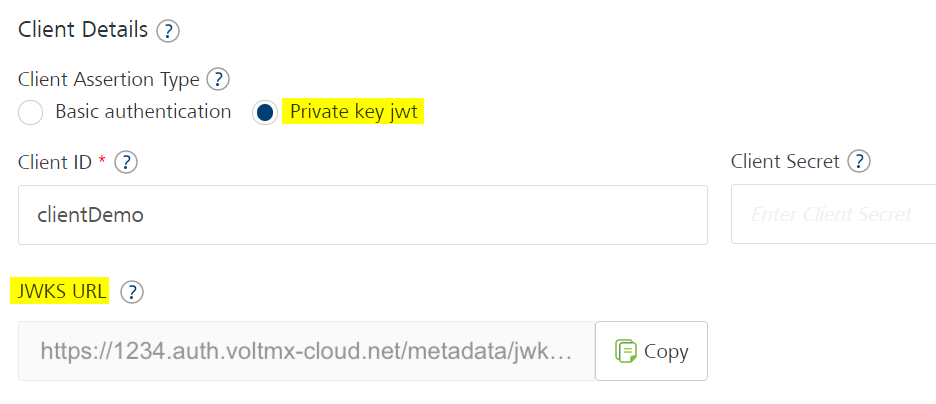 Client Details ?
Client Assertion Type ?
Basic authentication Private key jwt
Client ID * ? Client Secret ?
clientDemo Enter Client Secret
JWKS URL ?
https://1234.auth.voltmx-cloud.net/metadata/jwk... Copy